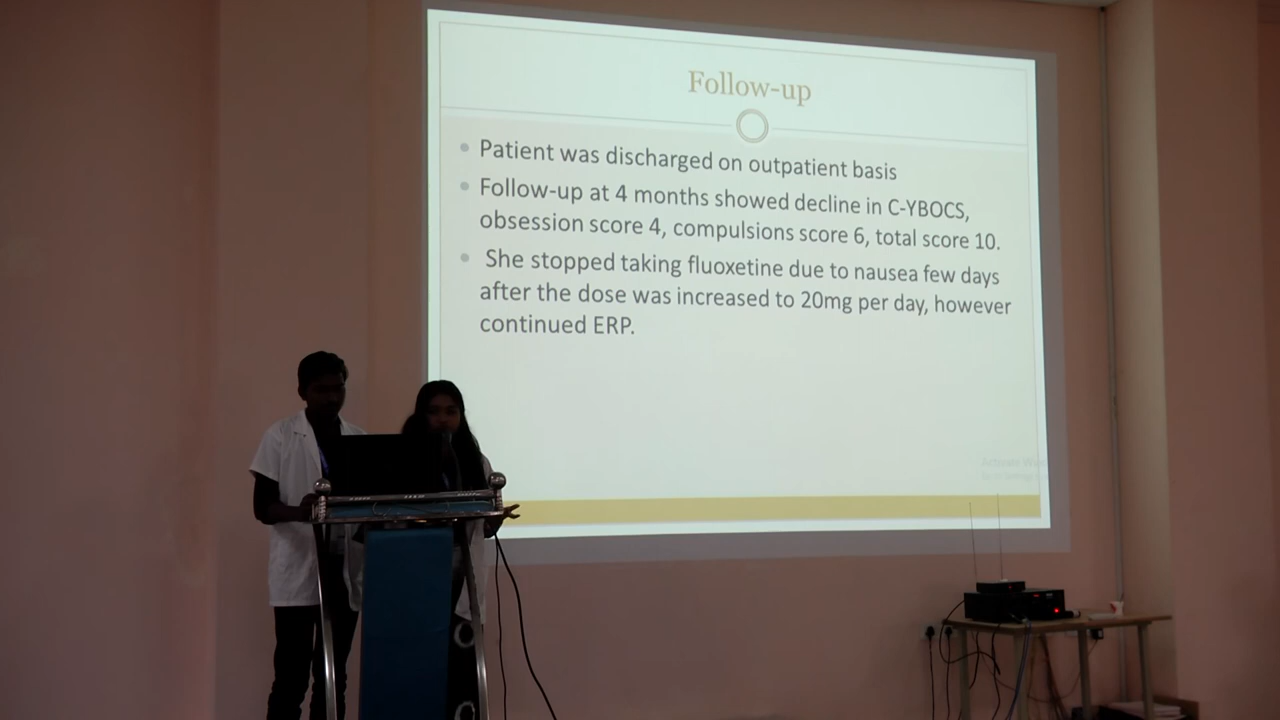 Follow-up
Patient was discharged on outpatient basis
Follow-up at 4 months showed decline in C-YBOCS,
obsession score 4, compulsions score 6, total score 10.
She stopped taking fluoxetine due to nausea few days
after the dose was increased to 20mg per day, however
continued ERP.